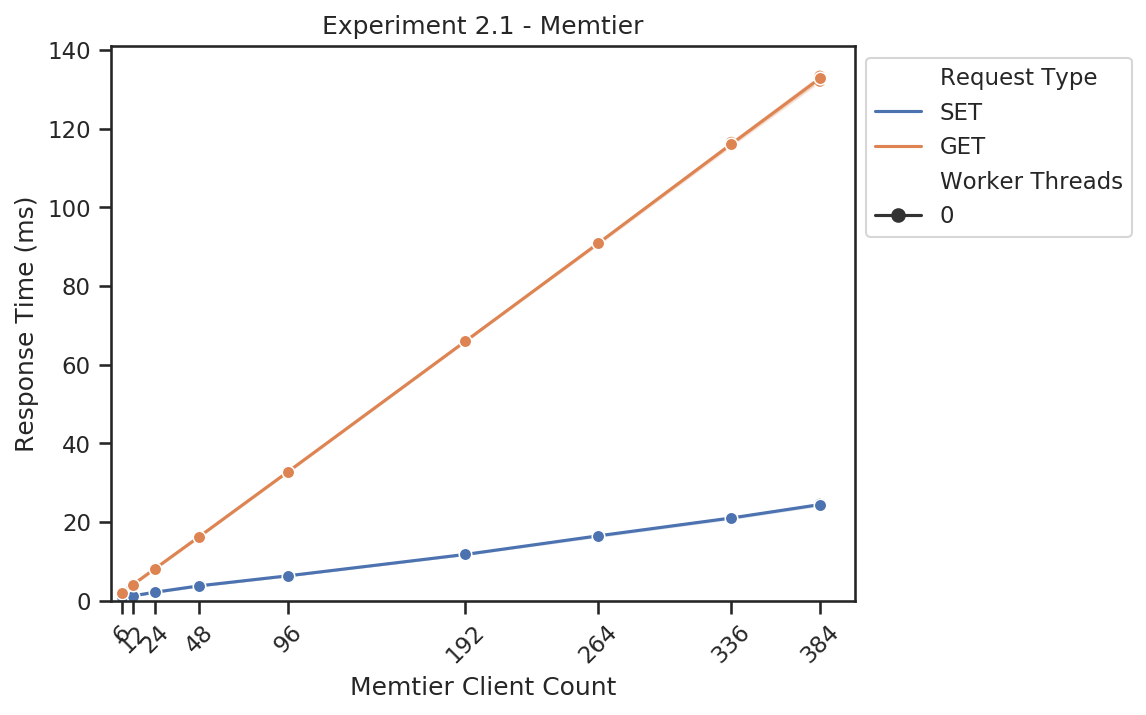 Experiment 2.1 - Memtier
Response Time (ms)
140
120
100
80
60
40
20
0
6
12
24
48
96
192
264
336
384
Memtier Client Count
Request Type
SET
GET
Worker Threads
0